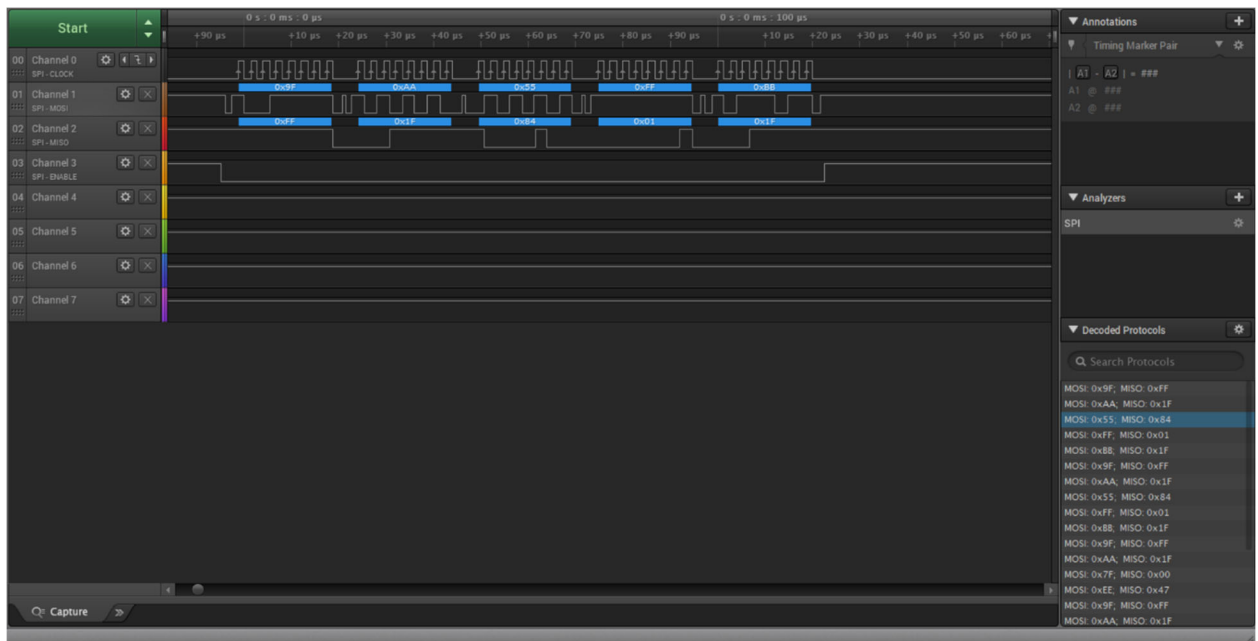 Start
0 s : 0 ms : 0 µs
0 s : 0 ms : 100 µs
+90 µs +10 µs +20 µs +30 µs +40 µs +50 µs +60 µs +70 µs +80 µs +90 µs +10 µs +20 µs +30 µs +40 µs +50 µs +60 µs
00 Channel 0
SPI - CLOCK
0x9F 0xAA 0x55 0xFF 0xBB
01 Channel 1
SPI - MOSI
0xFF 0x1F 0x84 0x01 0x1F
02 Channel 2
SPI - MISO
03 Channel 3
SPI - ENABLE
04 Channel 4
05 Channel 5
06 Channel 6
07 Channel 7
Capture
Annotations
Timing Marker Pair
| A1 - A2 | = ###
A1 @ ###
A2 @ ###
Analyzers
SPI
Decoded Protocols
Search Protocols
MOSI: 0x9F; MISO: 0xFF
MOSI: 0xAA; MISO: 0x1F
MOSI: 0x55; MISO: 0x84
MOSI: 0xFF; MISO: 0x01
MOSI: 0xBB; MISO: 0x1F
MOSI: 0x9F; MISO: 0xFF
MOSI: 0xAA; MISO: 0x1F
MOSI: 0x55; MISO: 0x84
MOSI: 0xFF; MISO: 0x01
MOSI: 0xBB; MISO: 0x1F
MOSI: 0x9F; MISO: 0xFF
MOSI: 0xAA; MISO: 0x1F
MOSI: 0x7F; MISO: 0x00
MOSI: 0xEE; MISO: 0x47
MOSI: 0x9F; MISO: 0xFF
MOSI: 0xAA; MISO: 0x1F